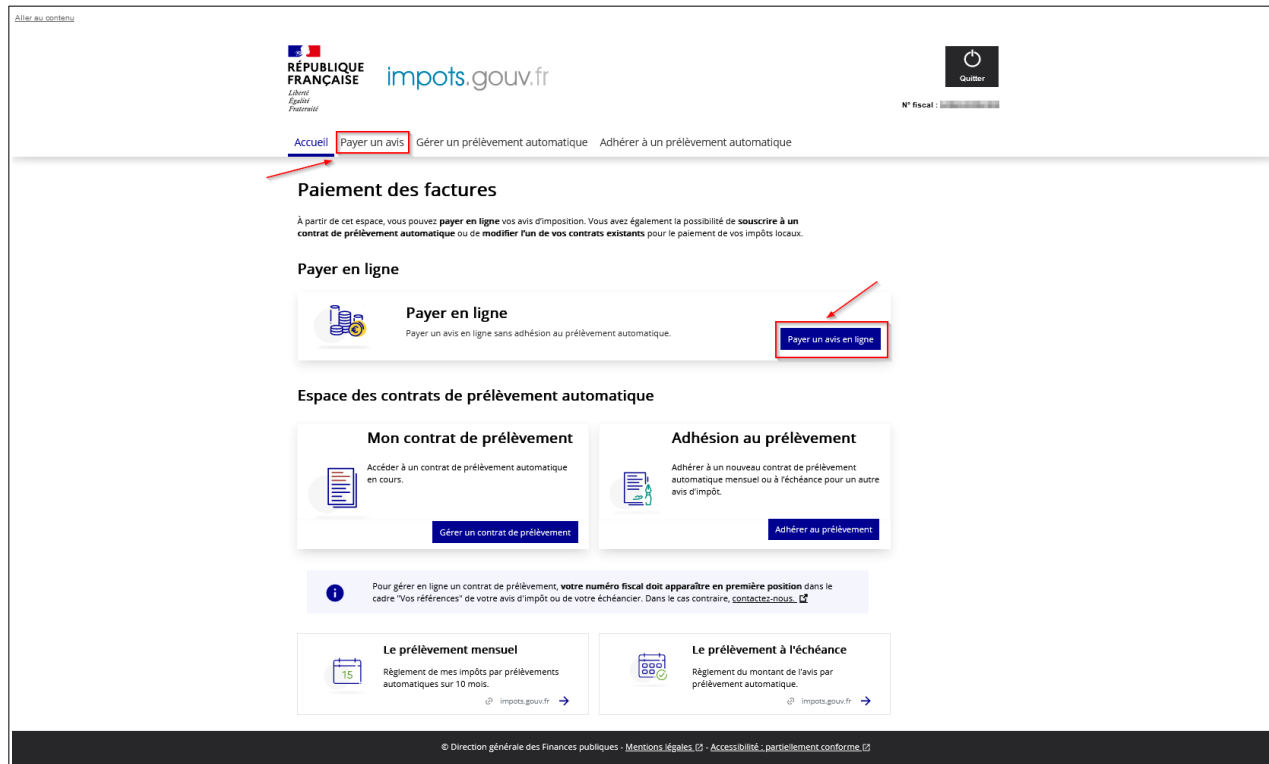 Aller au contenu
RÉPUBLIQUE
FRANÇAISE
Liberté
Égalité
Fraternité
impots.gouv.fr
Quitter
N° fiscal :
Accueil Payer un avis Gérer un prélèvement automatique Adhérer à un prélèvement automatique
Paiement des factures
À partir de cet espace, vous pouvez payer en ligne vos avis d'imposition. Vous avez également la possibilité de souscrire à un
contrat de prélèvement automatique ou de modifier l'un de vos contrats existants pour le paiement de vos impôts locaux.
Payer en ligne
Payer en ligne
Payer un avis en ligne sans adhésion au prélèvement automatique.
Payer un avis en ligne
Espace des contrats de prélèvement automatique
Mon contrat de prélèvement
Accéder à un contrat de prélèvement automatique
en cours.
Gérer un contrat de prélèvement
Adhésion au prélèvement
Adhérer à un nouveau contrat de prélèvement
automatique mensuel ou à l'échéance pour un autre
avis d'impôt.
Adhérer au prélèvement
Pour gérer en ligne un contrat de prélèvement, votre numéro fiscal doit apparaître en première position dans le
cadre "Vos références" de votre avis d'impôt ou de votre échéancier. Dans le cas contraire, contactez-nous.
Le prélèvement mensuel
15
Règlement de mes impôts par prélèvements
automatiques sur 10 mois.
impots.gouv.fr
Le prélèvement à l'échéance
Règlement du montant de l'avis par
prélèvement automatique.
impots.gouv.fr
© Direction générale des Finances publiques - Mentions légales - Accessibilité : partiellement conforme